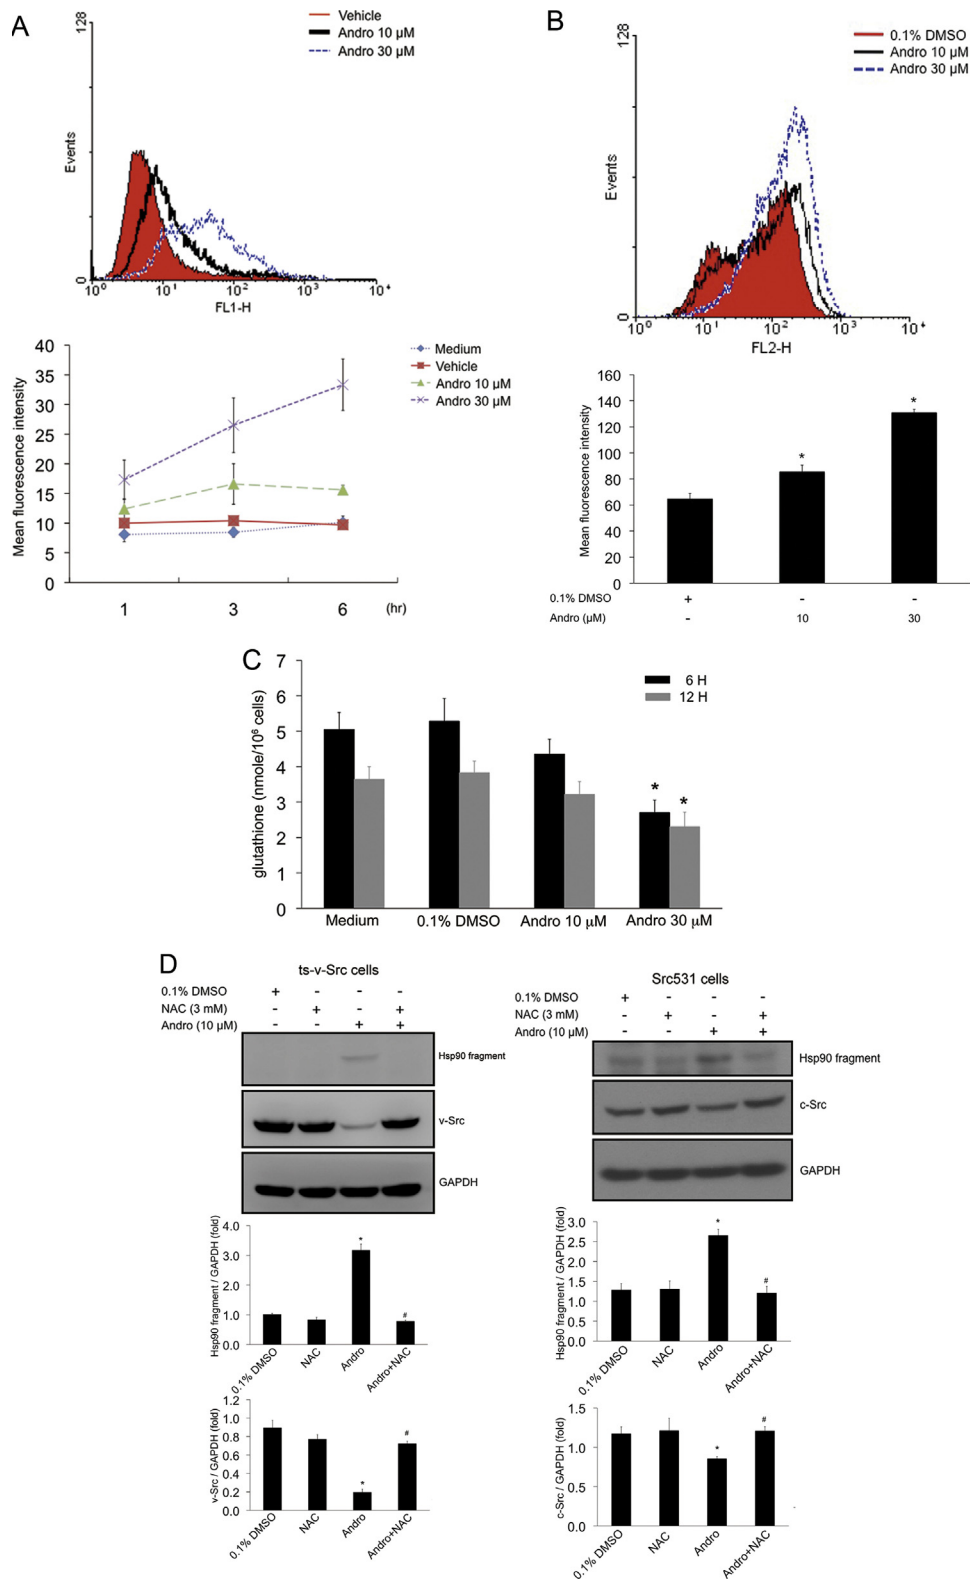 A
128
Events
0
Vehicle
Andro 10 µM
Andro 30 µM
10⁰ 10¹ 10² 10³ 10⁴
FL1-H
40
35
30
25
20
15
10
5
0
Mean fluorescence intensity
Medium
Vehicle
Andro 10 µM
Andro 30 µM
1 3 6 (hr)
B
128
Events
0
0.1% DMSO
Andro 10 µM
Andro 30 µM
10⁰ 10¹ 10² 10³ 10⁴
FL2-H
160
140
120
100
80
60
40
20
0
Mean fluorescence intensity
* *
0.1% DMSO + - -
Andro (µM) - 10 30
C
7
6
5
4
3
2
1
0
glutathione (nmole/10⁶ cells)
6 H
12 H
* *
Medium 0.1% DMSO Andro 10 µM Andro 30 µM
D
ts-v-Src cells
0.1% DMSO + - - -
NAC (3 mM) - + - +
Andro (10 µM) - - + +
Hsp90 fragment
v-Src
GAPDH
4.0
3.0
2.0
1.0
0.0
Hsp90 fragment / GAPDH (fold)
* #
0.1% DMSO NAC Andro Andro+NAC
1.2
1.0
0.8
0.6
0.4
0.2
0.0
v-Src / GAPDH (fold)
* #
0.1% DMSO NAC Andro Andro+NAC
Src531 cells
0.1% DMSO + - - -
NAC (3 mM) - + - +
Andro (10 µM) - - + +
Hsp90 fragment
c-Src
GAPDH
3.0
2.5
2.0
1.5
1.0
0.5
0.0
Hsp90 fragment / GAPDH (fold)
* #
0.1% DMSO NAC Andro Andro+NAC
1.5
1.0
0.5
0.0
c-Src / GAPDH (fold)
* #
0.1% DMSO NAC Andro Andro+NAC